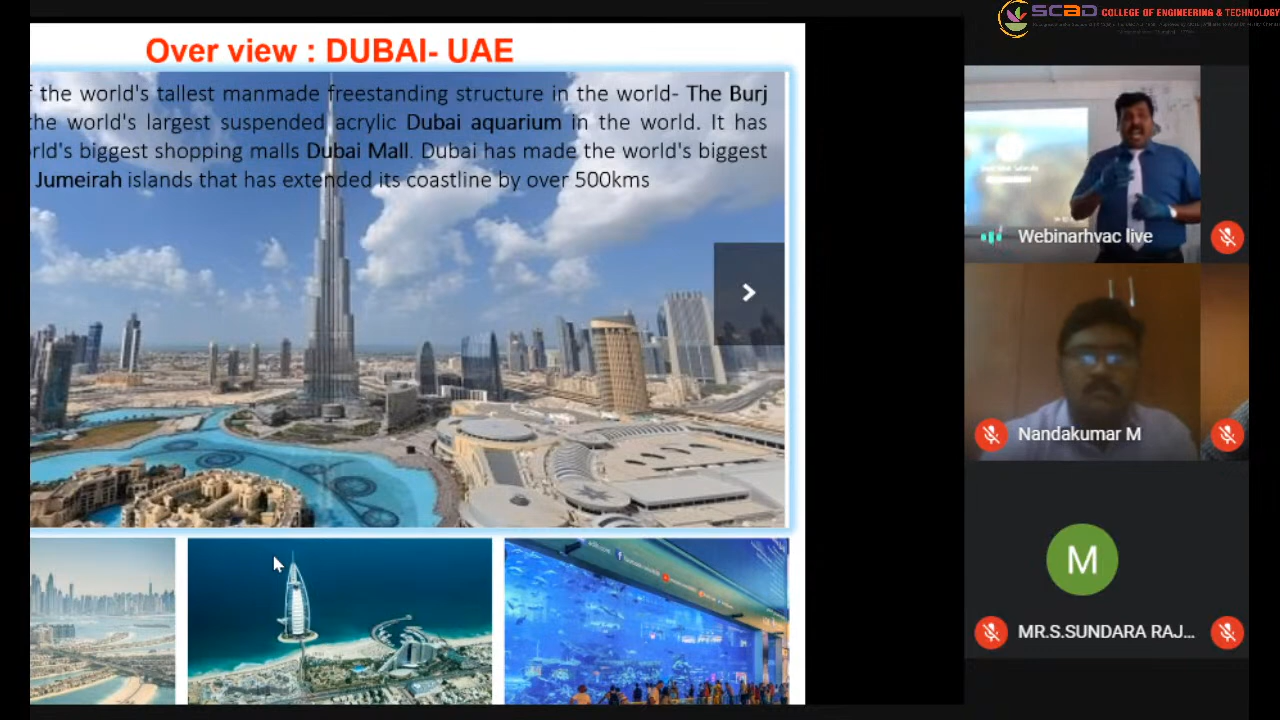 SCAD COLLEGE OF ENGINEERING & TECHNOLOGY
Over view : DUBAI- UAE
the world's tallest manmade freestanding structure in the world- The Burj
the world's largest suspended acrylic Dubai aquarium in the world. It has
biggest shopping malls Dubai Mall. Dubai has made the world's biggest
Jumeirah islands that has extended its coastline by over 500kms
Webinarhvac live
Nandakumar M
M
MR.S.SUNDARA RAJ...